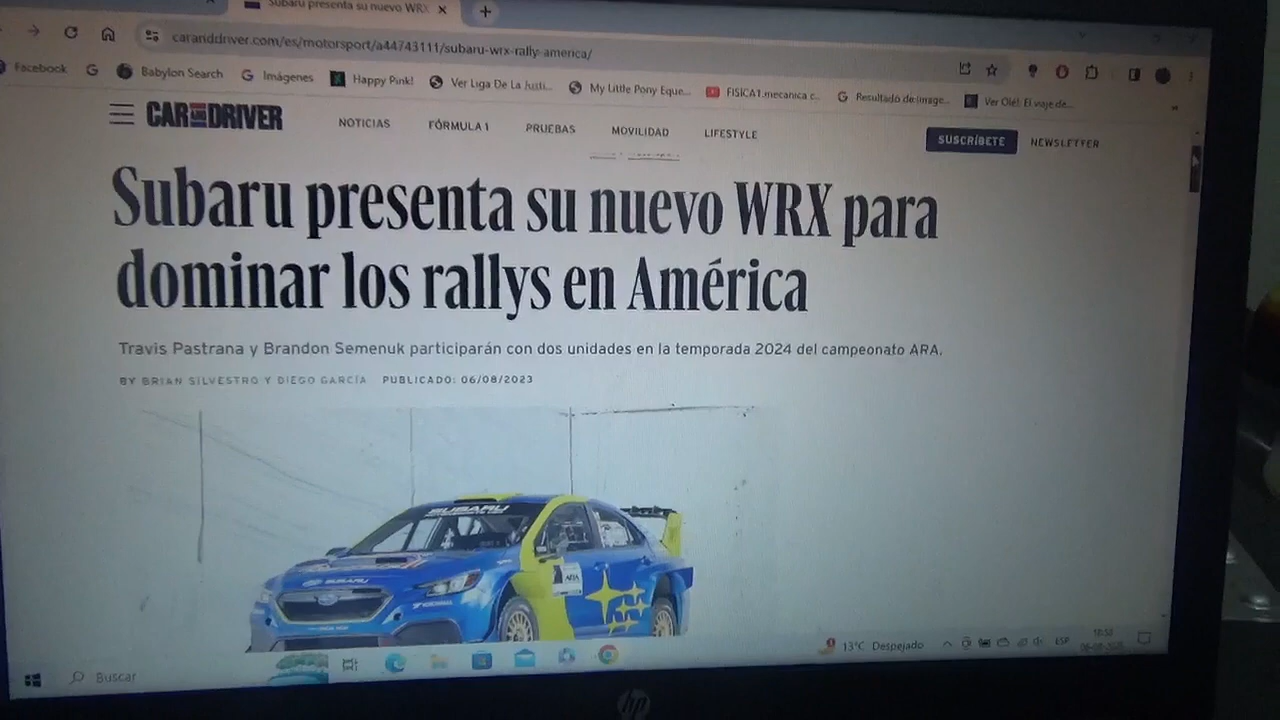 Subaru presenta su nuevo WRX
caranddriver.com/es/motorsport/a44743111/subaru-wrx-rally-america/
Facebook
Babylon Search
Imágenes
Happy Pink!
Ver Liga De La Justi...
My Little Pony Eque...
FISICA1.mecanica c...
Resultado de image...
Ver Olé! El viaje de...
CAR AND DRIVER
NOTICIAS
FÓRMULA 1
PRUEBAS
MOVILIDAD
LIFESTYLE
SUSCRÍBETE
NEWSLETTER
Subaru presenta su nuevo WRX para
dominar los rallys en América
Travis Pastrana y Brandon Semenuk participarán con dos unidades en la temporada 2024 del campeonato ARA.
BY BRIAN SILVESTRO Y DIEGO GARCÍA PUBLICADO: 06/08/2023
SUBARU
SUBARU
YOKOHAMA
ARA
Buscar
13°C Despejado
ESP
hp